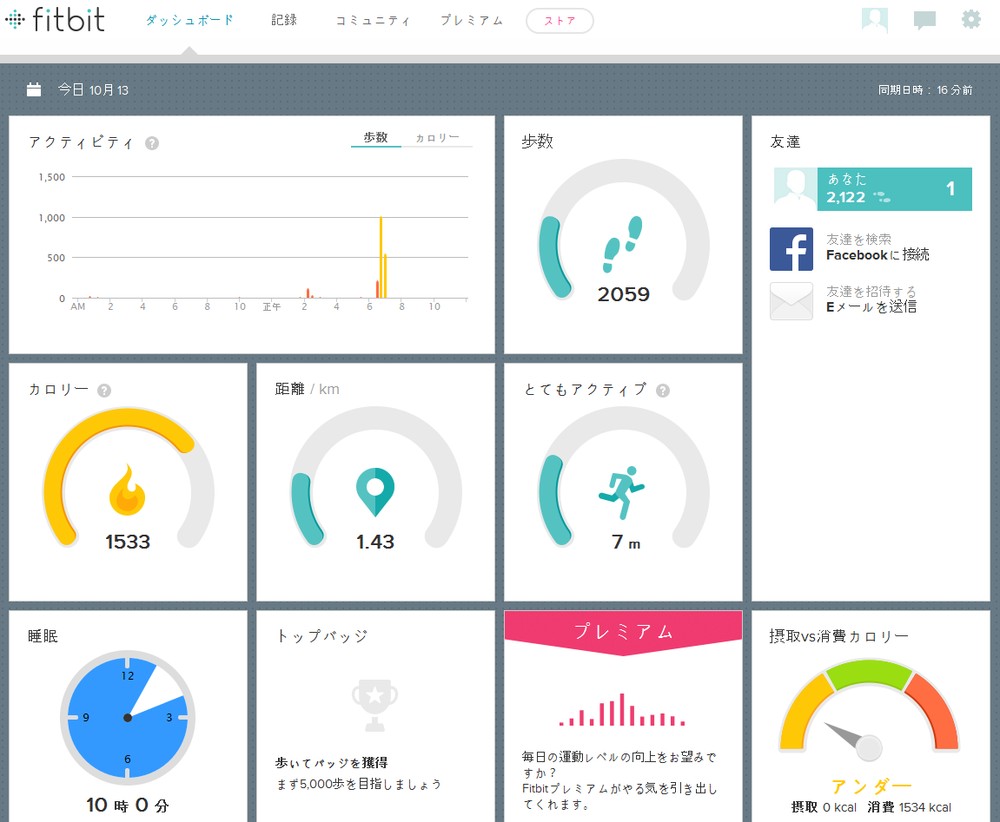 fitbit
ダッシュボード
記録
コミュニティ
プレミアム
ストア
今日 10月 13
同期日時： 16 分前
アクティビティ ?
歩数
カロリー
1,500
1,000
500
0
AM 2 4 6 8 10 正午 2 4 6 8 10
歩数
2059
友達
あなた
2,122
1
友達を検索
Facebookに接続
友達を招待する
Eメールを送信
カロリー ?
1533
距離 / km
1.43
とてもアクティブ ?
7 m
睡眠
12
9
3
6
10 時 0 分
トップバッジ
歩いてバッジを獲得
まず5,000歩を目指しましょう
プレミアム
毎日の運動レベルの向上をお望みで
すか？
Fitbitプレミアムがやる気を引き出し
てくれます。
摂取vs消費カロリー
アンダー
摂取 0 kcal 消費 1534 kcal